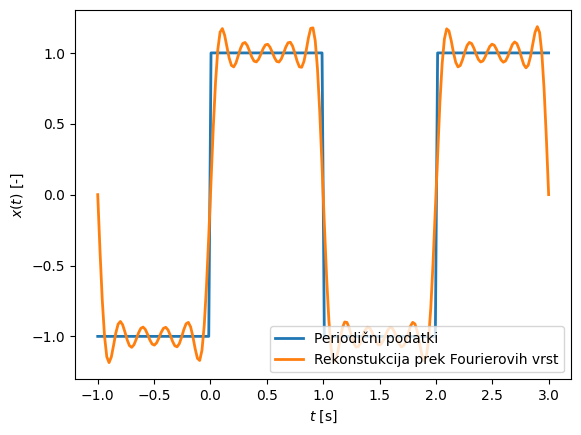 1.0
0.5
0.0
−0.5
−1.0
x(t) [-]
Periodični podatki
Rekonstukcija prek Fourierovih vrst
−1.0 −0.5 0.0 0.5 1.0 1.5 2.0 2.5 3.0
t [s]